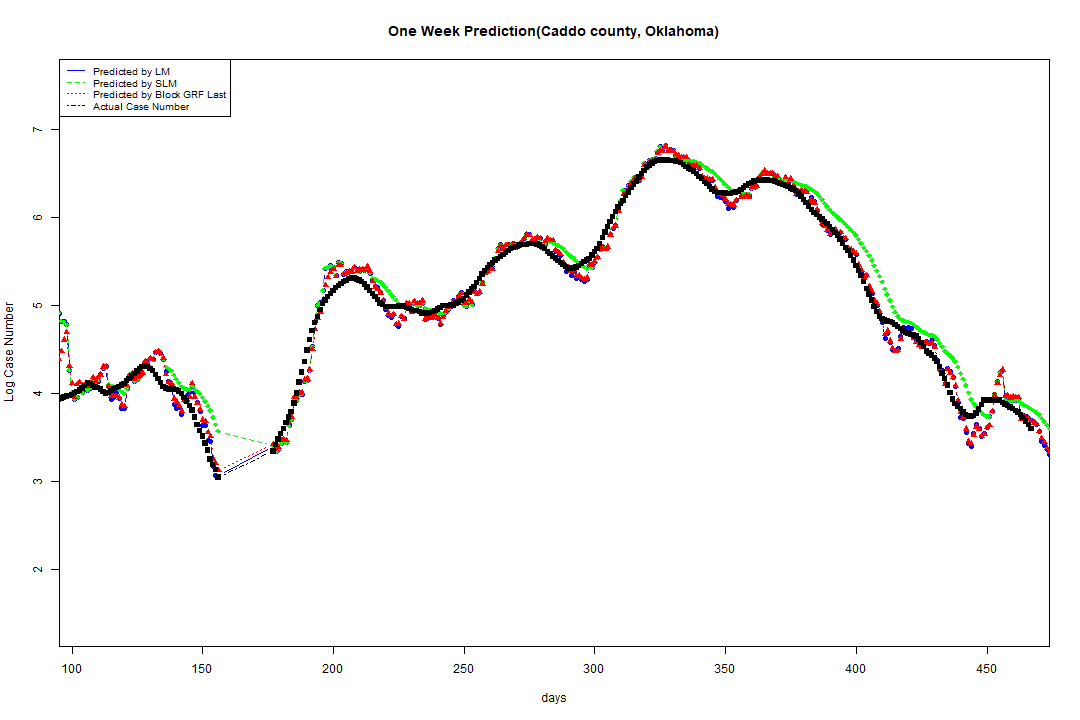 One Week Prediction(Caddo county, Oklahoma)
Predicted by LM
Predicted by SLM
Predicted by Block GRF Last
Actual Case Number
7
6
5
4
3
2
Log Case Number
100 150 200 250 300 350 400 450
days